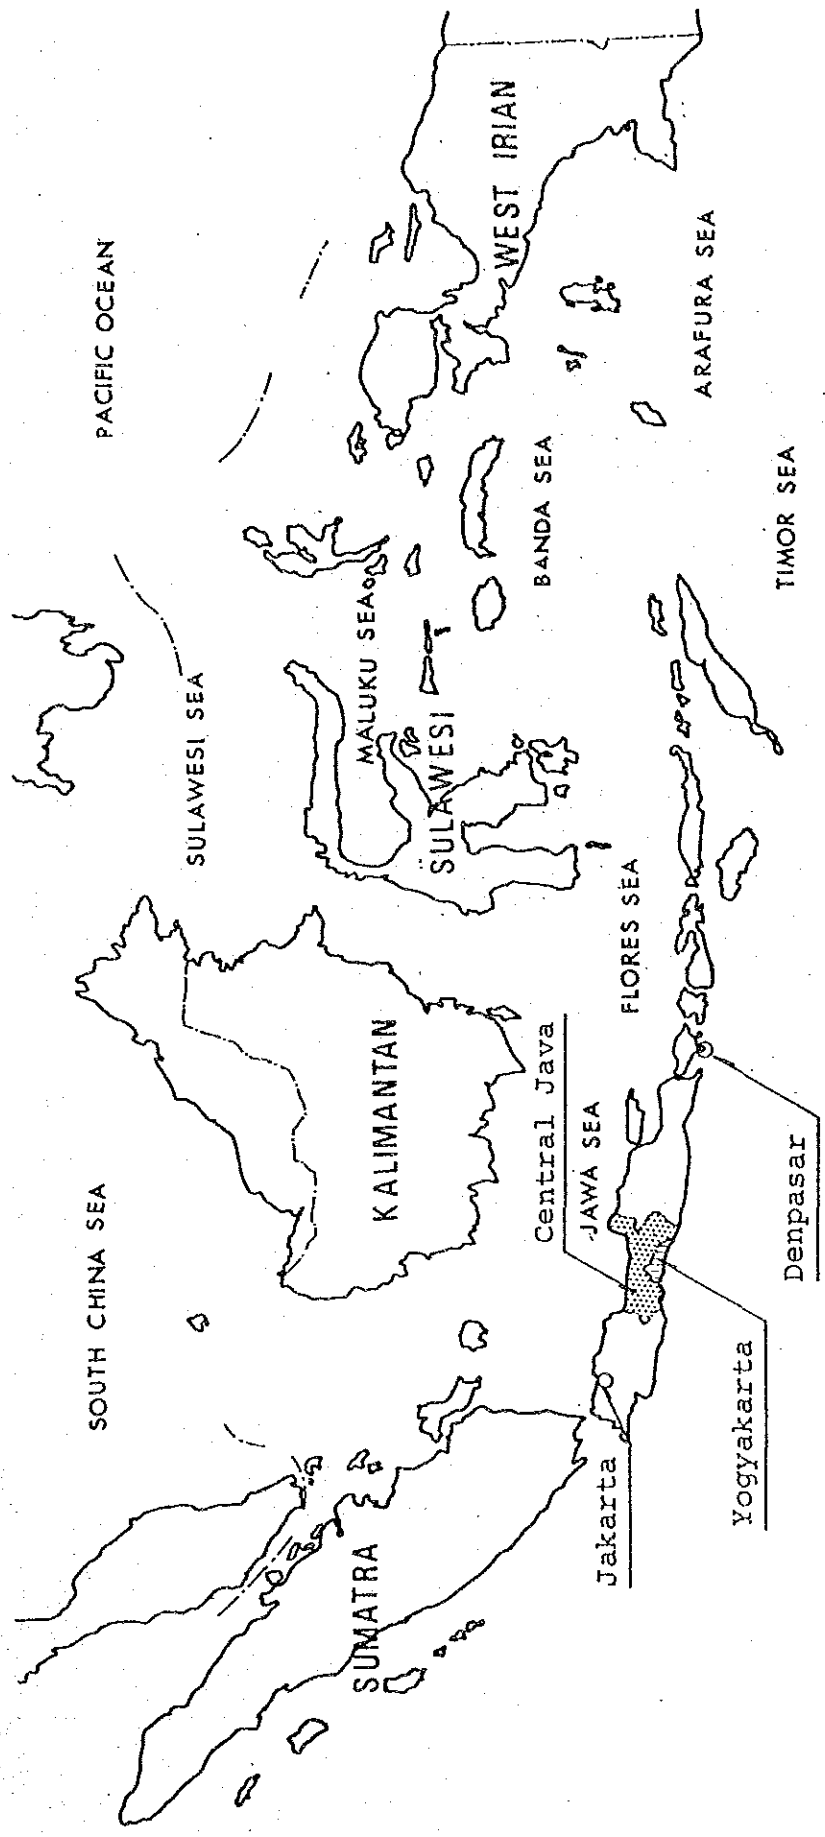 PACIFIC OCEAN
SOUTH CHINA SEA
SULAWESI SEA
MALUKU SEA
WEST IRIAN
KALIMANTAN
SULAWESI
SUMATRA
BANDA SEA
ARAFURA SEA
FLORES SEA
Central Java
JAWA SEA
TIMOR SEA
Jakarta
Yogyakarta
Denpasar